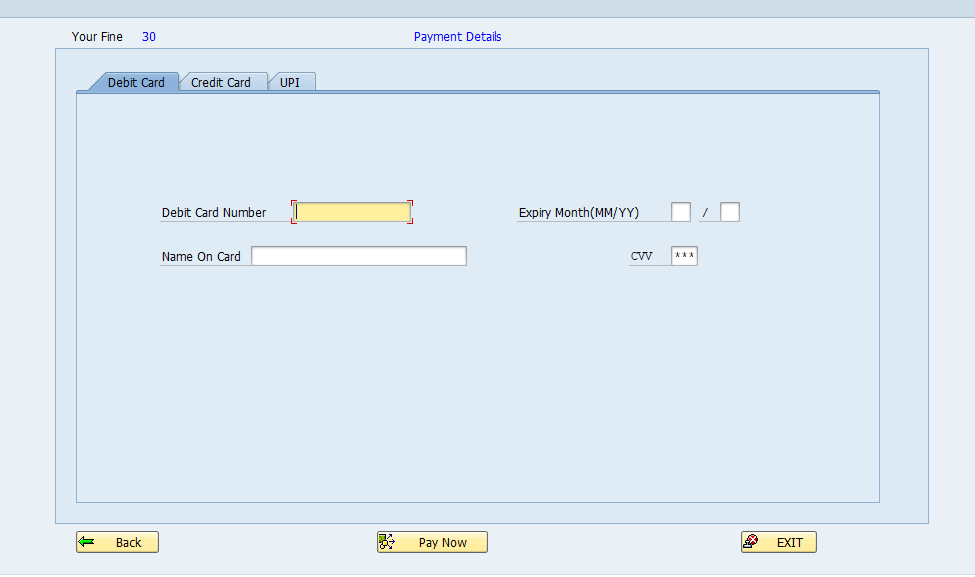 Your Fine 30 Payment Details
Debit Card Credit Card UPI
Debit Card Number Expiry Month(MM/YY) /
Name On Card CVV ***
Back Pay Now EXIT